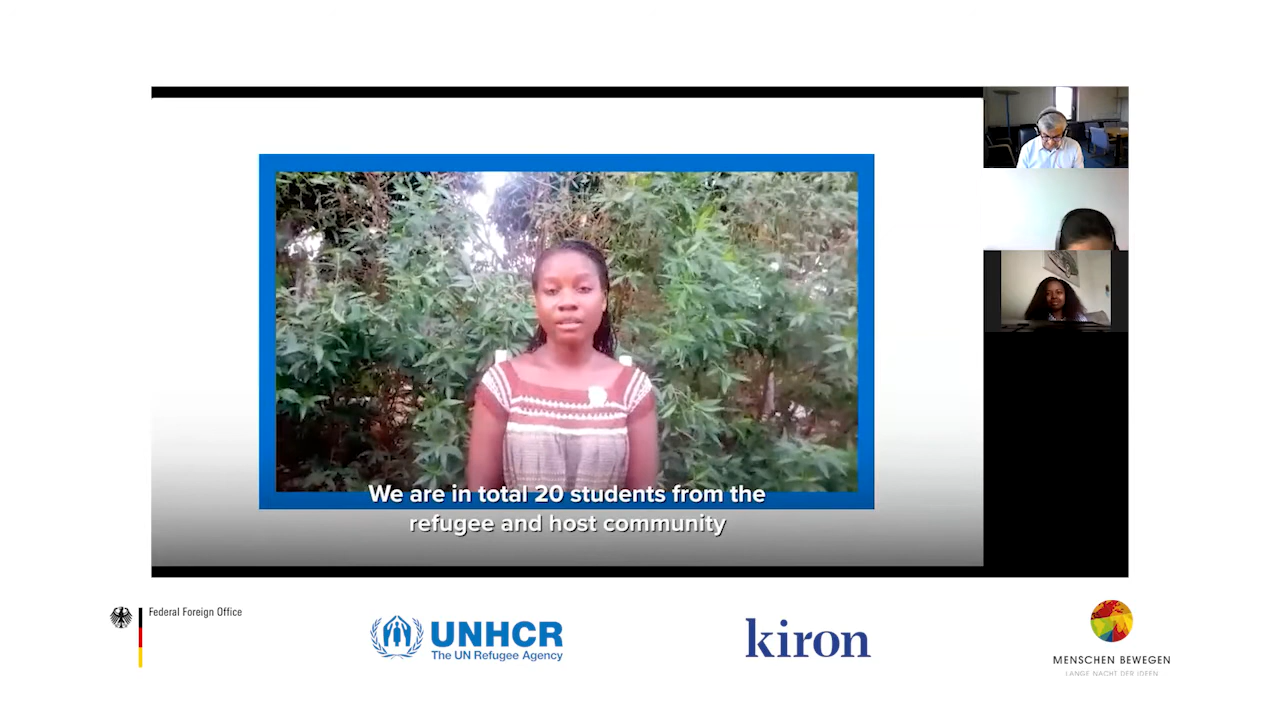 We are in total 20 students from the
refugee and host community
Federal Foreign Office
UNHCR
The UN Refugee Agency
kiron
MENSCHEN BEWEGEN
LANGE NACHT DER IDEEN